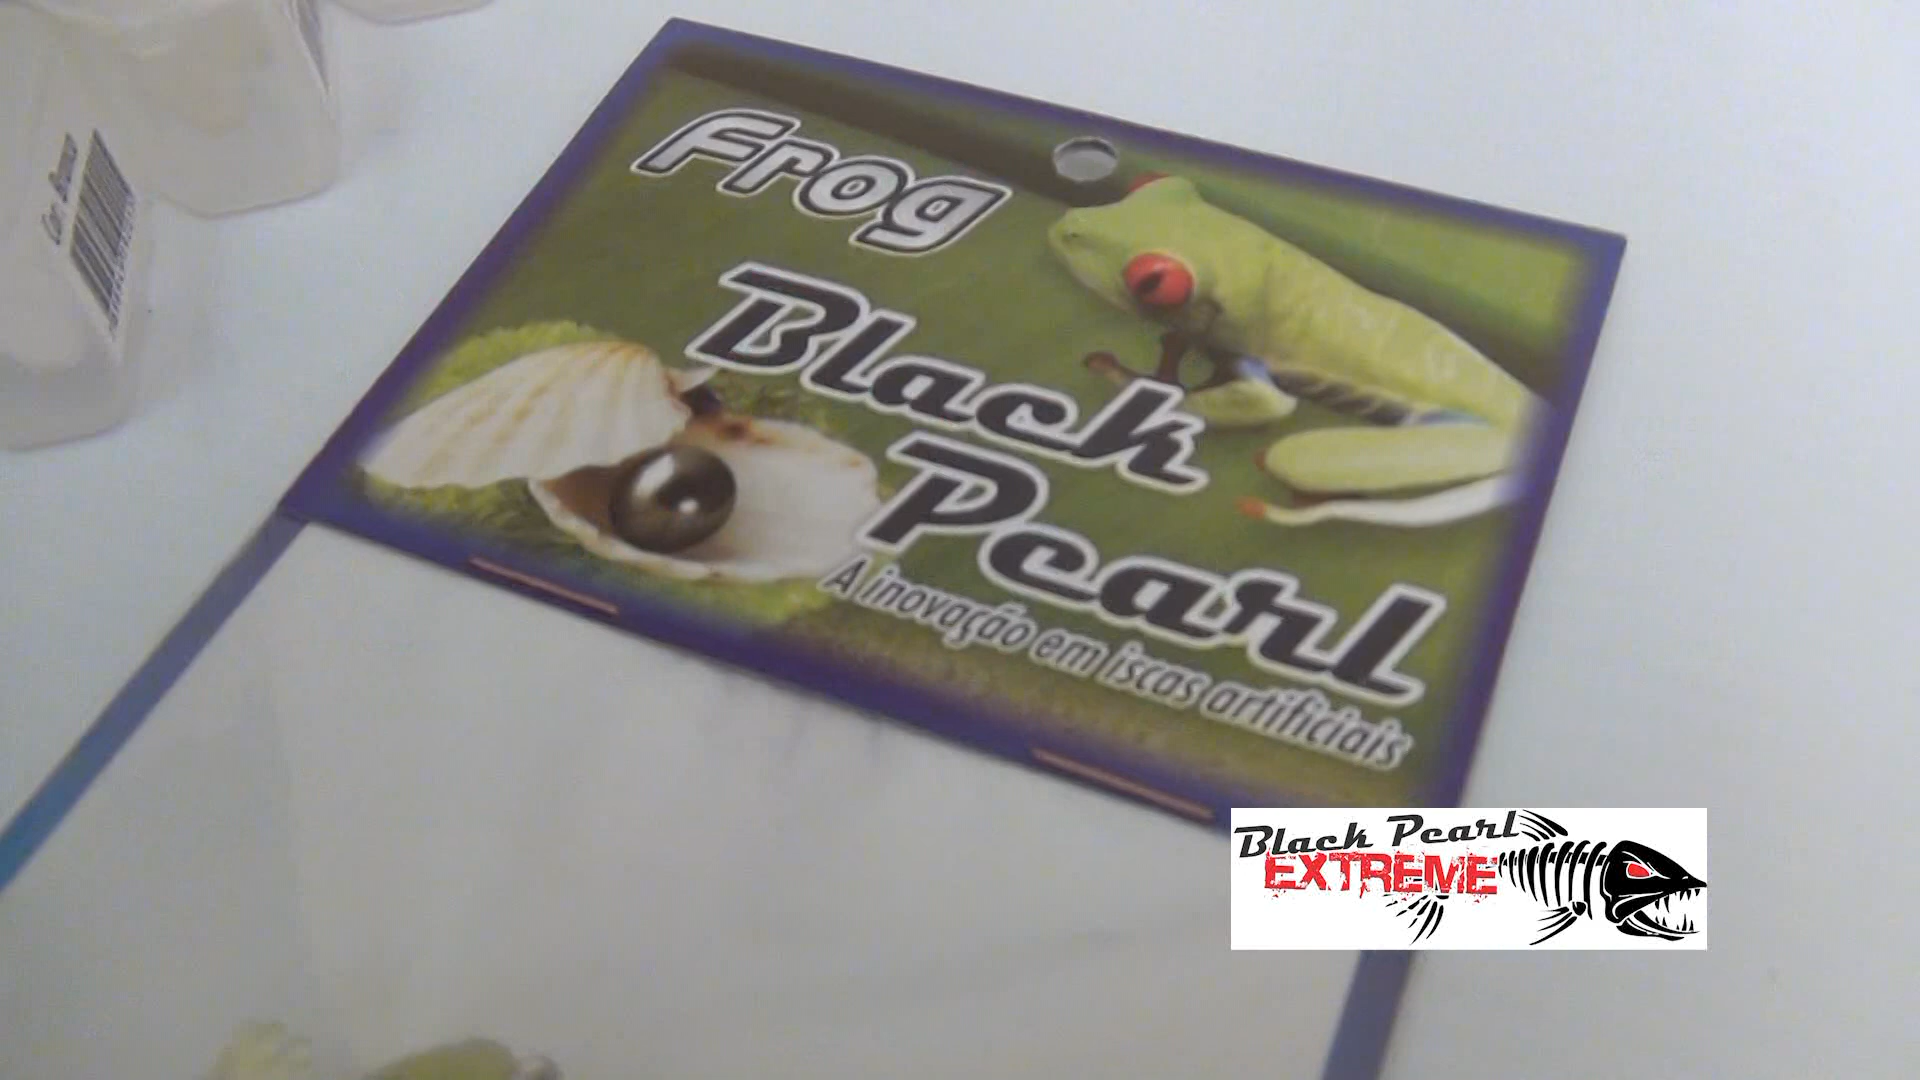 Frog
Black
Pearl
A inovação em iscas artificiais
Black Pearl
EXTREME